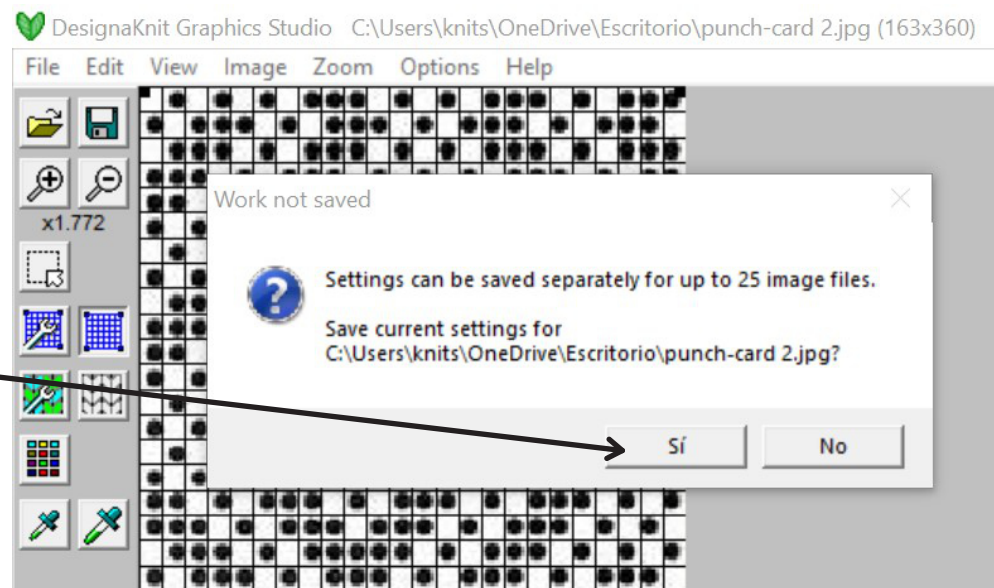 DesignaKnit Graphics Studio C:\Users\knits\OneDrive\Escritorio\punch-card 2.jpg (163x360)
File Edit View Image Zoom Options Help
x1.772
Work not saved
Settings can be saved separately for up to 25 image files.
Save current settings for
C:\Users\knits\OneDrive\Escritorio\punch-card 2.jpg?
Sí No